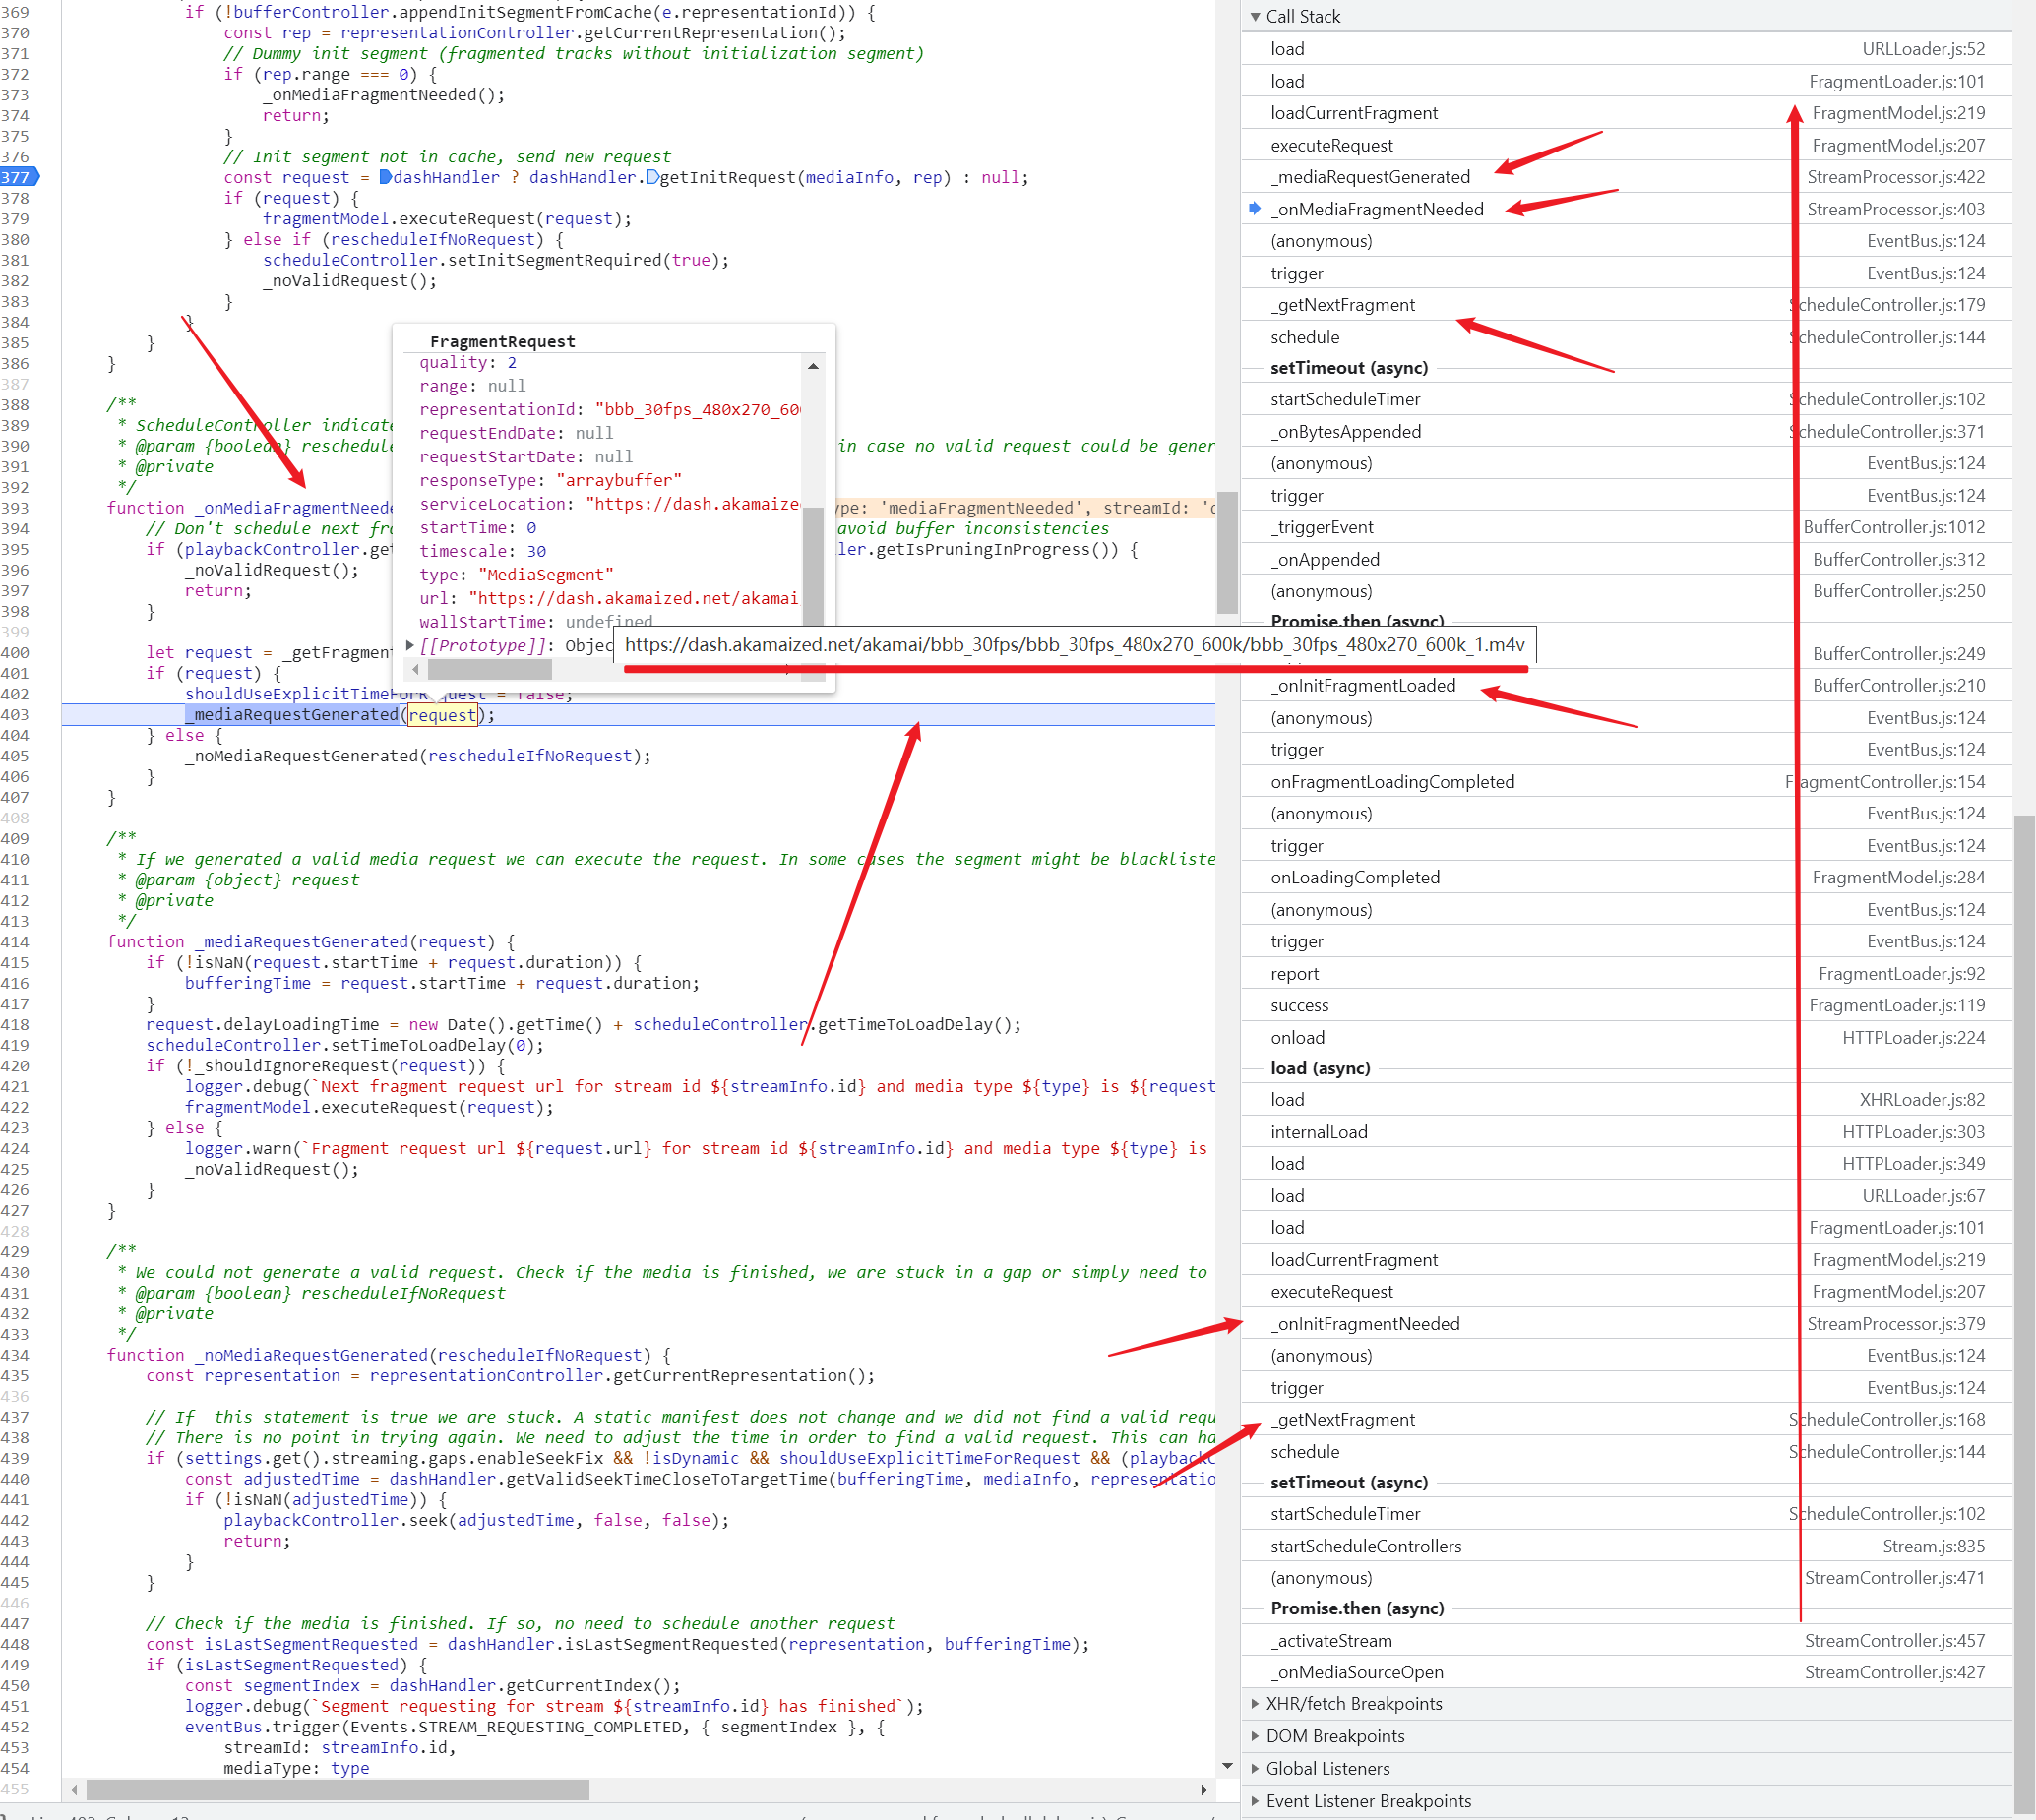 369 if (!bufferController.appendInitSegmentFromCache(e.representationId)) {
370 const rep = representationController.getCurrentRepresentation();
371 // Dummy init segment (fragmented tracks without initialization segment)
372 if (rep.range === 0) {
373 _onMediaFragmentNeeded();
374 return;
375 }
376 // Init segment not in cache, send new request
377 const request = dashHandler ? dashHandler.getInitRequest(mediaInfo, rep) : null;
378 if (request) {
379 fragmentModel.executeRequest(request);
380 } else if (rescheduleIfNoRequest) {
381 scheduleController.setInitSegmentRequired(true);
382 _noValidRequest();
383 }
384 }
385 }
386 }
387
388 /**
389 * ScheduleController indicate
390 * @param {boolean} reschedule in case no valid request could be gener
391 * @private
392 */
393 function _onMediaFragmentNeede ype: 'mediaFragmentNeeded', streamId: 'd
394 // Don't schedule next fra avoid buffer inconsistencies
395 if (playbackController.get ler.getIsPruningInProgress()) {
396 _noValidRequest();
397 return;
398 }
399
400 let request = _getFragment
401 if (request) {
402 shouldUseExplicitTimeForRequest = false;
403 _mediaRequestGenerated(request);
404 } else {
405 _noMediaRequestGenerated(rescheduleIfNoRequest);
406 }
407 }
408
409 /**
410 * If we generated a valid media request we can execute the request. In some cases the segment might be blackliste
411 * @param {object} request
412 * @private
413 */
414 function _mediaRequestGenerated(request) {
415 if (!isNaN(request.startTime + request.duration)) {
416 bufferingTime = request.startTime + request.duration;
417 }
418 request.delayLoadingTime = new Date().getTime() + scheduleController.getTimeToLoadDelay();
419 scheduleController.setTimeToLoadDelay(0);
420 if (!_shouldIgnoreRequest(request)) {
421 logger.debug(`Next fragment request url for stream id ${streamInfo.id} and media type ${type} is ${request
422 fragmentModel.executeRequest(request);
423 } else {
424 logger.warn(`Fragment request url ${request.url} for stream id ${streamInfo.id} and media type ${type} is
425 _noValidRequest();
426 }
427 }
428
429 /**
430 * We could not generate a valid request. Check if the media is finished, we are stuck in a gap or simply need to
431 * @param {boolean} rescheduleIfNoRequest
432 * @private
433 */
434 function _noMediaRequestGenerated(rescheduleIfNoRequest) {
435 const representation = representationController.getCurrentRepresentation();
436
437 // If  this statement is true we are stuck. A static manifest does not change and we did not find a valid requ
438 // There is no point in trying again. We need to adjust the time in order to find a valid request. This can ha
439 if (settings.get().streaming.gaps.enableSeekFix && !isDynamic && shouldUseExplicitTimeForRequest && (playbackC
440 const adjustedTime = dashHandler.getValidSeekTimeCloseToTargetTime(bufferingTime, mediaInfo, representatio
441 if (!isNaN(adjustedTime)) {
442 playbackController.seek(adjustedTime, false, false);
443 return;
444 }
445 }
446
447 // Check if the media is finished. If so, no need to schedule another request
448 const isLastSegmentRequested = dashHandler.isLastSegmentRequested(representation, bufferingTime);
449 if (isLastSegmentRequested) {
450 const segmentIndex = dashHandler.getCurrentIndex();
451 logger.debug(`Segment requesting for stream ${streamInfo.id} has finished`);
452 eventBus.trigger(Events.STREAM_REQUESTING_COMPLETED, { segmentIndex }, {
453 streamId: streamInfo.id,
454 mediaType: type
455
FragmentRequest
quality: 2
range: null
representationId: "bbb_30fps_480x270_600
requestEndDate: null
requestStartDate: null
responseType: "arraybuffer"
serviceLocation: "https://dash.akamaized
startTime: 0
timescale: 30
type: "MediaSegment"
url: "https://dash.akamaized.net/akamai
wallStartTime: undefined
[[Prototype]]: Objec
https://dash.akamaized.net/akamai/bbb_30fps/bbb_30fps_480x270_600k/bbb_30fps_480x270_600k_1.m4v
Call Stack
load URLLoader.js:52
load FragmentLoader.js:101
loadCurrentFragment FragmentModel.js:219
executeRequest FragmentModel.js:207
_mediaRequestGenerated StreamProcessor.js:422
_onMediaFragmentNeeded StreamProcessor.js:403
(anonymous) EventBus.js:124
trigger EventBus.js:124
_getNextFragment ScheduleController.js:179
schedule ScheduleController.js:144
setTimeout (async)
startScheduleTimer ScheduleController.js:102
_onBytesAppended ScheduleController.js:371
(anonymous) EventBus.js:124
trigger EventBus.js:124
_triggerEvent BufferController.js:1012
_onAppended BufferController.js:312
(anonymous) BufferController.js:250
Promise.then (async)
BufferController.js:249
_onInitFragmentLoaded BufferController.js:210
(anonymous) EventBus.js:124
trigger EventBus.js:124
onFragmentLoadingCompleted FragmentController.js:154
(anonymous) EventBus.js:124
trigger EventBus.js:124
onLoadingCompleted FragmentModel.js:284
(anonymous) EventBus.js:124
trigger EventBus.js:124
report FragmentLoader.js:92
success FragmentLoader.js:119
onload HTTPLoader.js:224
load (async)
load XHRLoader.js:82
internalLoad HTTPLoader.js:303
load HTTPLoader.js:349
load URLLoader.js:67
load FragmentLoader.js:101
loadCurrentFragment FragmentModel.js:219
executeRequest FragmentModel.js:207
_onInitFragmentNeeded StreamProcessor.js:379
(anonymous) EventBus.js:124
trigger EventBus.js:124
_getNextFragment ScheduleController.js:168
schedule ScheduleController.js:144
setTimeout (async)
startScheduleTimer ScheduleController.js:102
startScheduleControllers Stream.js:835
(anonymous) StreamController.js:471
Promise.then (async)
_activateStream StreamController.js:457
_onMediaSourceOpen StreamController.js:427
XHR/fetch Breakpoints
DOM Breakpoints
Global Listeners
Event Listener Breakpoints